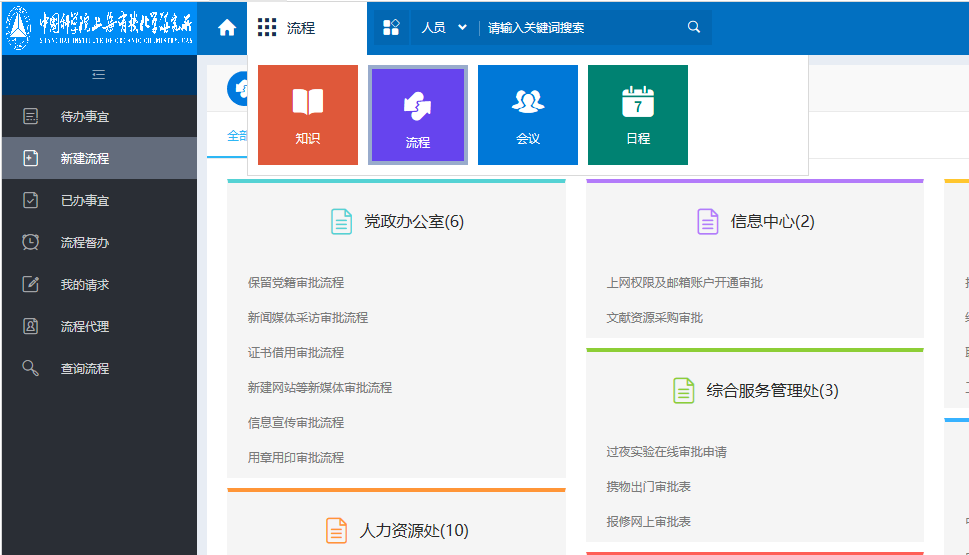 中国科学院上海有机化学研究所
SHANGHAI INSTITUTE OF ORGANIC CHEMISTRY, CAS
流程
人员
请输入关键词搜索
知识
流程
会议
7
日程
待办事宜
新建流程
已办事宜
流程督办
我的请求
流程代理
查询流程
全部
党政办公室(6)
保留党籍审批流程
新闻媒体采访审批流程
证书借用审批流程
新建网站等新媒体审批流程
信息宣传审批流程
用章用印审批流程
人力资源处(10)
信息中心(2)
上网权限及邮箱账户开通审批
文献资源采购审批
综合服务管理处(3)
过夜实验在线审批申请
携物出门审批表
报修网上审批表